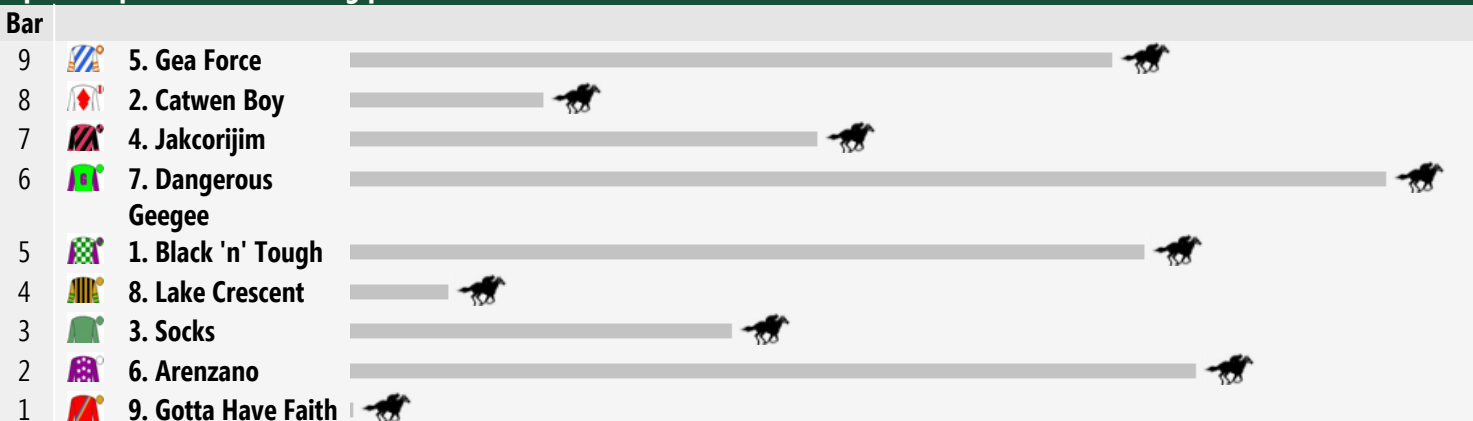 Bar
9 5. Gea Force
8 2. Catwen Boy
7 4. Jakcorijim
6 7. Dangerous
Geegee
5 1. Black 'n' Tough
4 8. Lake Crescent
3 3. Socks
2 6. Arenzano
1 9. Gotta Have Faith